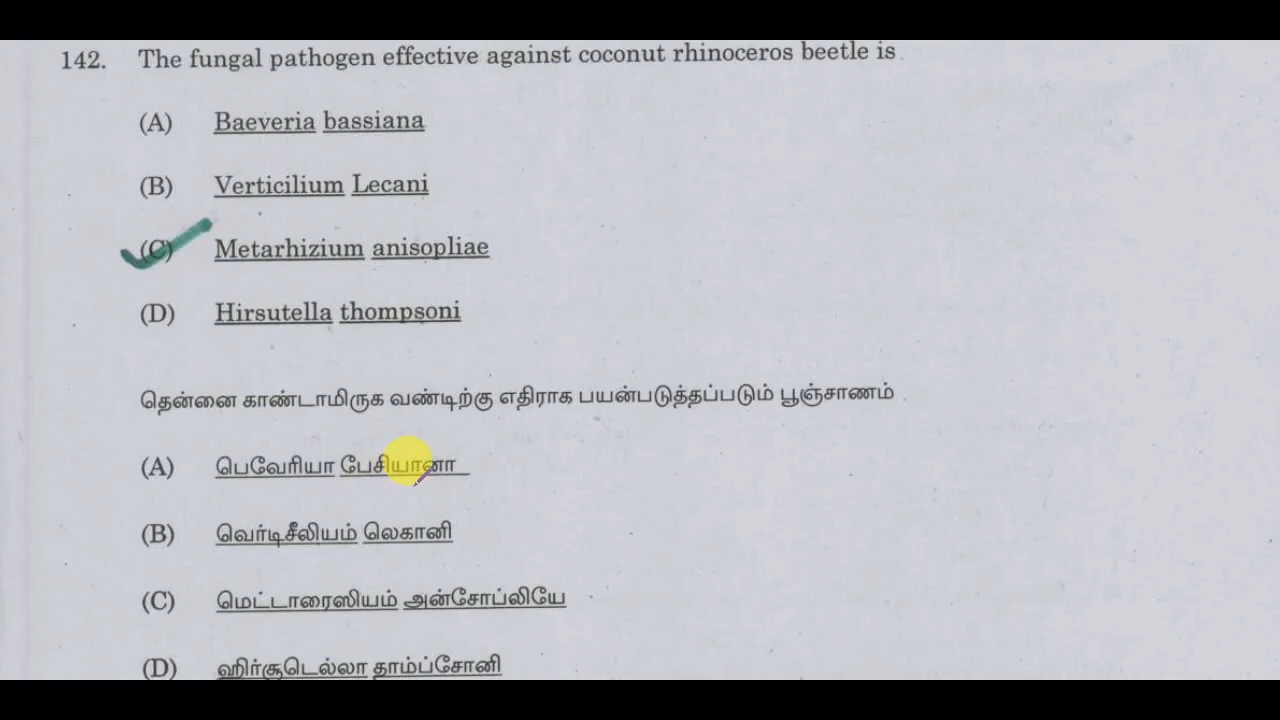 142. The fungal pathogen effective against coconut rhinoceros beetle is
(A) Baeveria bassiana
(B) Verticilium Lecani
(C) Metarhizium anisopliae
(D) Hirsutella thompsoni
தென்னை காண்டாமிருக வண்டிற்கு எதிராக பயன்படுத்தப்படும் பூஞ்சாணம்
(A) பெவேரியா பேசியானா
(B) வெர்டிசீலியம் லெகானி
(C) மெட்டாரைஸியம் அன்சோப்லியே
(D) ஹிர்சூடெல்லா தாம்ப்சோனி